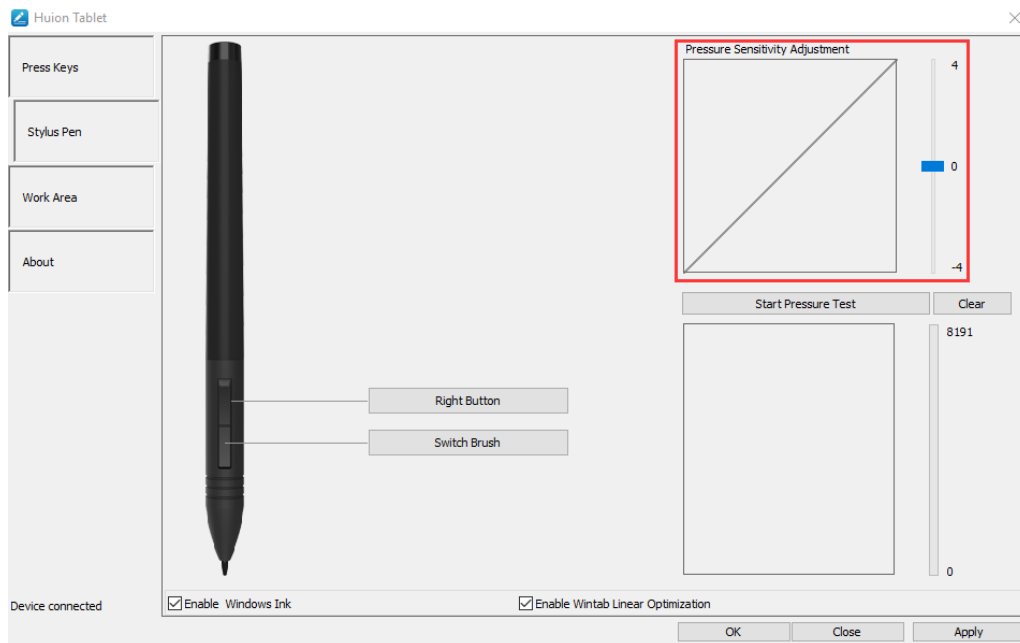 Huion Tablet
Press Keys
Stylus Pen
Work Area
About
Device connected
Pressure Sensitivity Adjustment
4
0
-4
Start Pressure Test
Clear
8191
0
Right Button
Switch Brush
Enable Windows Ink
Enable Wintab Linear Optimization
OK
Close
Apply